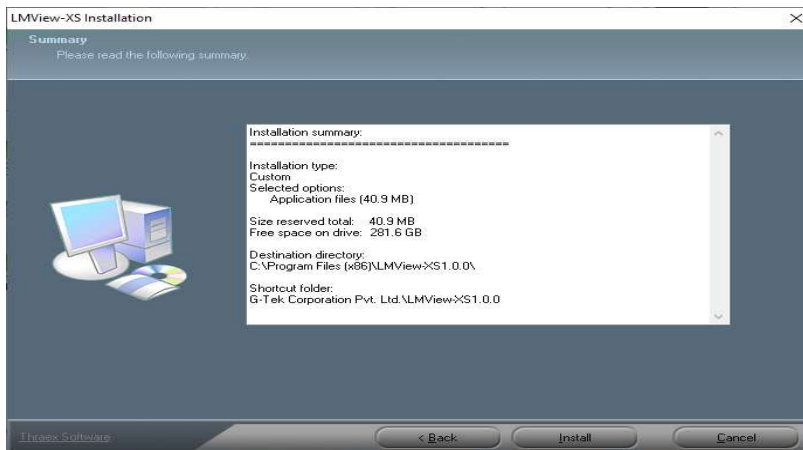 LMView-XS Installation
Summary
Please read the following summary.
Installation summary:
=====================================
Installation type:
Custom
Selected options:
Application files (40.9 MB)
Size reserved total: 40.9 MB
Free space on drive: 281.6 GB
Destination directory:
C:\Program Files (x86)\LMView-XS1.0.0\
Shortcut folder:
G-Tek Corporation Pvt. Ltd.\LMView-XS1.0.0
Thraex Software
< Back
Install
Cancel